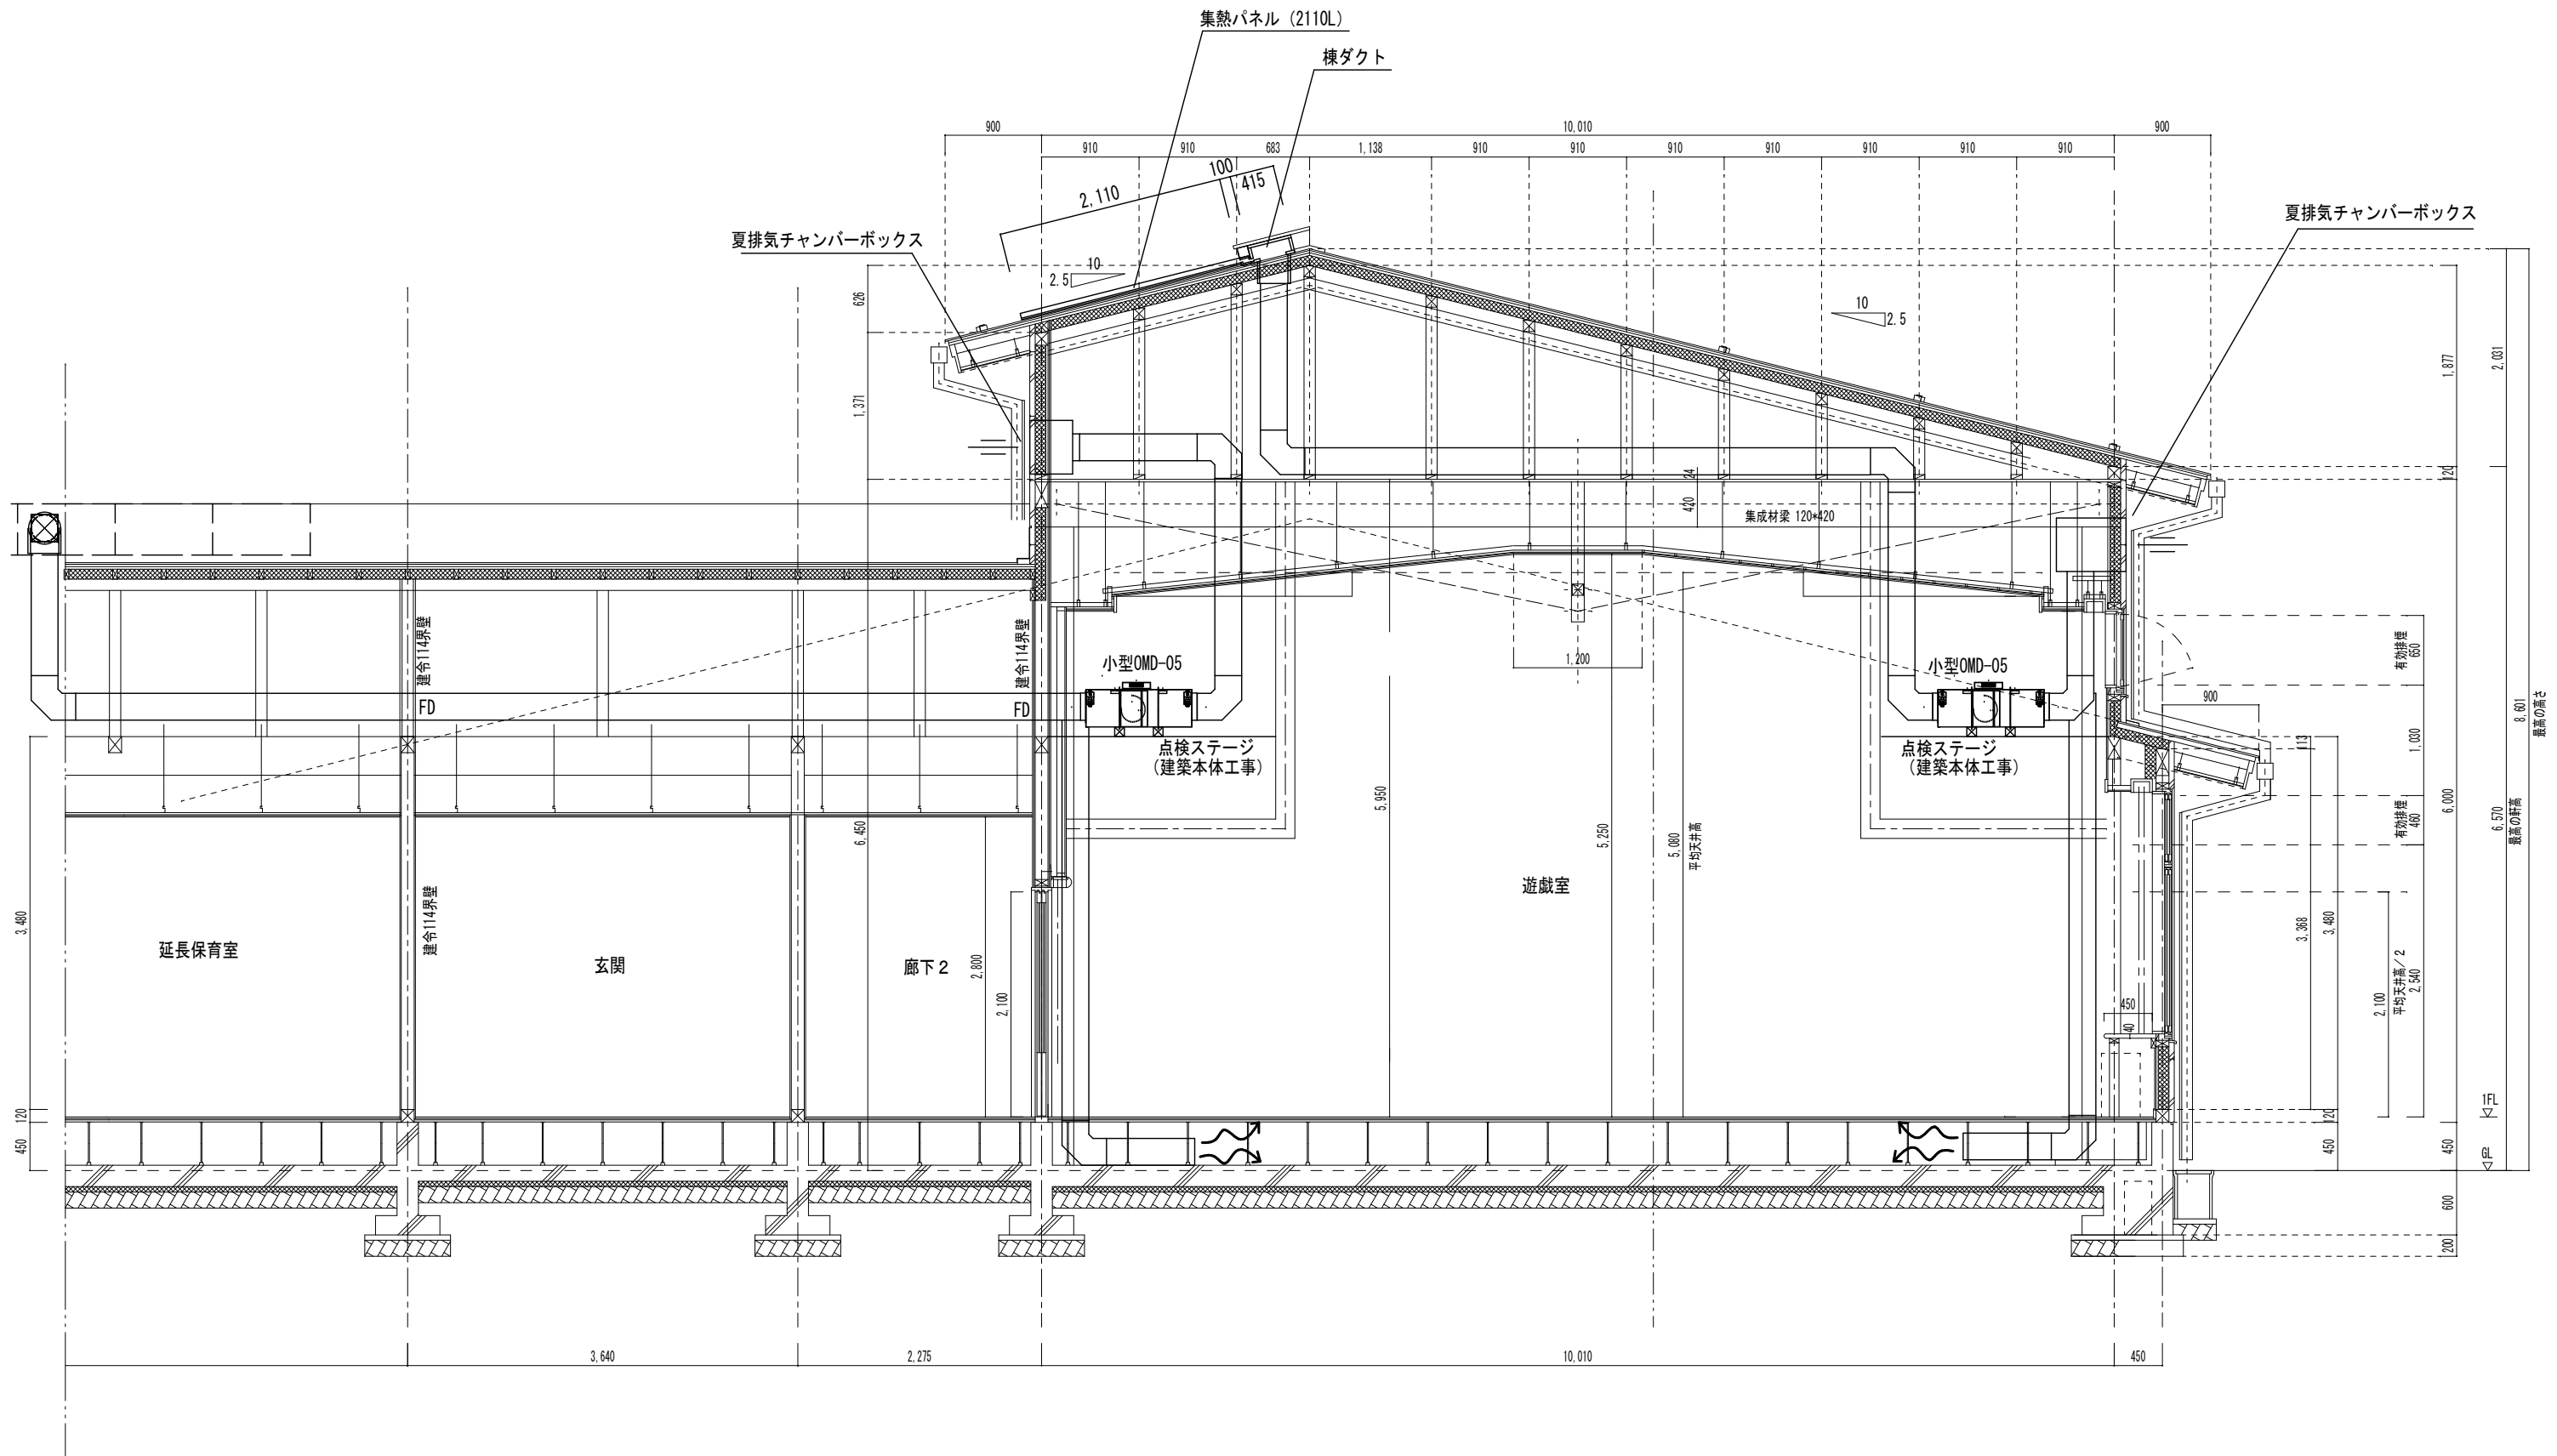 集熱パネル（2110L）
棟ダクト
900
10,010
900
910
910
683
1,138
910
910
910
910
910
910
910
2,110
100
415
夏排気チャンバーボックス
夏排気チャンバーボックス
10
2.5
10
2.5
626
1,371
6,450
1,877
2,031
120
24
420
集成材梁 120*420
建令114界壁
建令114界壁
小型OMD-05
小型OMD-05
1,200
FD
FD
点検ステージ
（建築本体工事）
点検ステージ
（建築本体工事）
有効排煙
650
900
8,601
最高の高さ
1,030
113
5,950
5,250
5,080
平均天井高
有効排煙
460
6,000
6,570
最高の軒高
3,480
建令114界壁
延長保育室
玄関
廊下２
2,800
2,100
遊戯室
3,368
3,480
2,100
平均天井高／２
2,540
450
40
120
450
120
450
450
1FL
GL
600
200
3,640
2,275
10,010
450